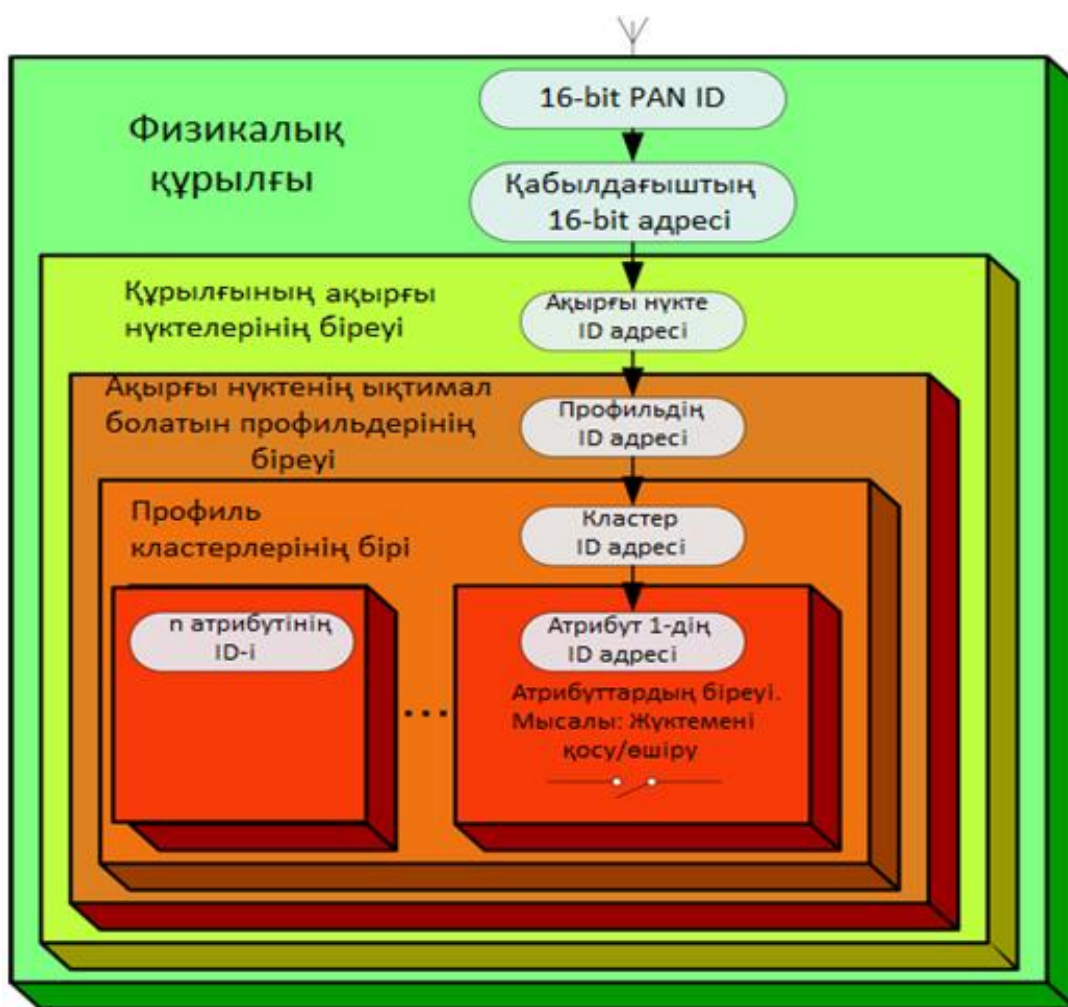 16-bit PAN ID
Физикалық
құрылғы
Қабылдағыштың
16-bit адресі
Құрылғының ақырғы
нүктелерінің біреуі
Ақырғы нүкте
ID адресі
Ақырғы нүктенің ықтимал
болатын профильдерінің
біреуі
Профильдің
ID адресі
Профиль
кластерлерінің бірі
Кластер
ID адресі
n атрибутінің
ID-і
...
Атрибут 1-дің
ID адресі
Атрибуттардың біреуі.
Мысалы: Жүктемені
қосу/өшіру